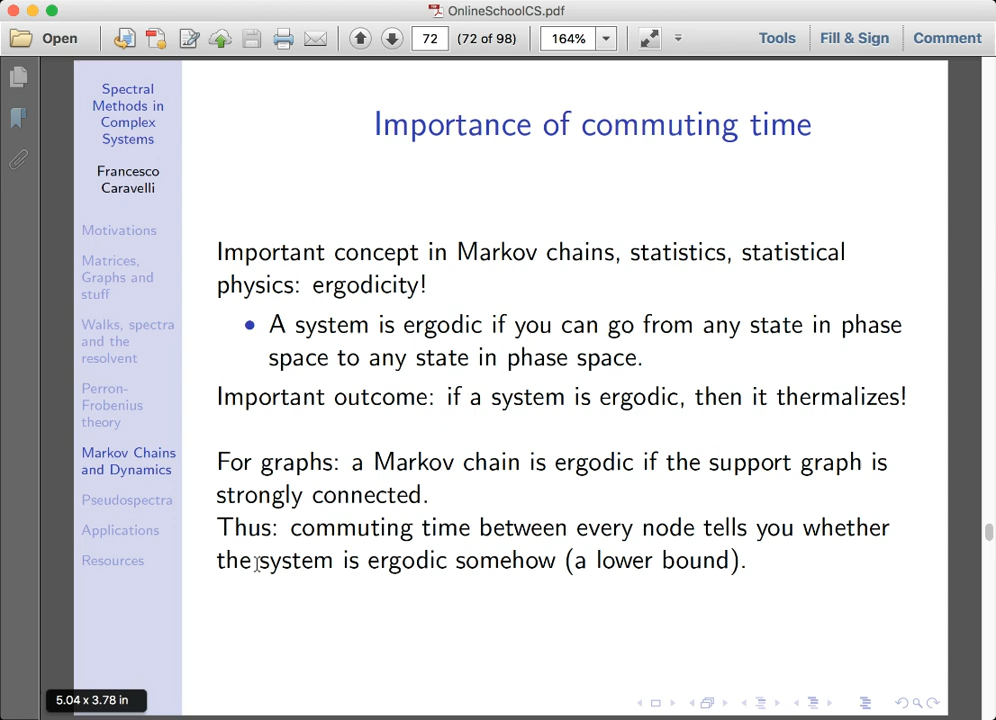 OnlineSchoolCS.pdf
Open
72
(72 of 98)
164%
Tools
Fill & Sign
Comment
Spectral
Methods in
Complex
Systems
Francesco
Caravelli
Motivations
Matrices,
Graphs and
stuff
Walks, spectra
and the
resolvent
Perron-
Frobenius
theory
Markov Chains
and Dynamics
Pseudospectra
Applications
Resources
Importance of commuting time
Important concept in Markov chains, statistics, statistical
physics: ergodicity!
• A system is ergodic if you can go from any state in phase
space to any state in phase space.
Important outcome: if a system is ergodic, then it thermalizes!
For graphs: a Markov chain is ergodic if the support graph is
strongly connected.
Thus: commuting time between every node tells you whether
the system is ergodic somehow (a lower bound).
5.04 x 3.78 in